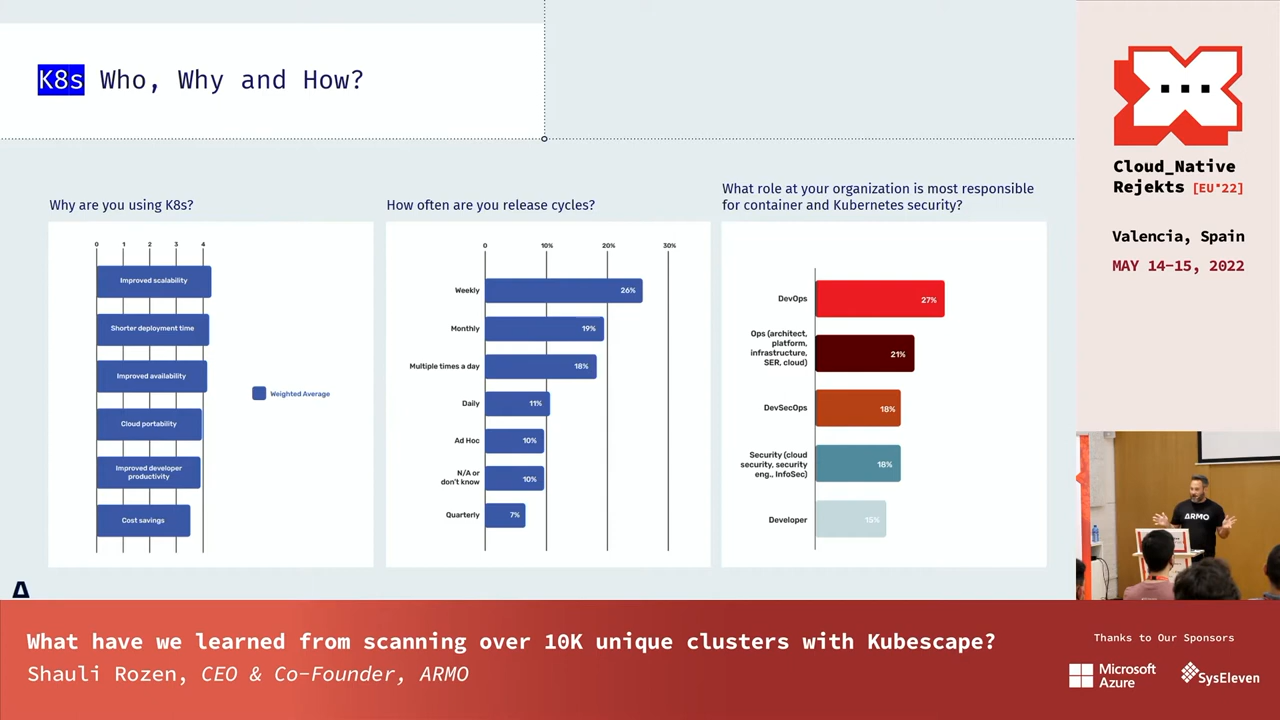 K8s Who, Why and How?
Why are you using K8s?
0 1 2 3 4
Improved scalability
Shorter deployment time
Improved availability
Cloud portability
Improved developer
productivity
Cost savings
Weighted Average
How often are you release cycles?
0 10% 20% 30%
Weekly 26%
Monthly 19%
Multiple times a day 18%
Daily 11%
Ad Hoc 10%
N/A or
don't know 10%
Quarterly 7%
What role at your organization is most responsible
for container and Kubernetes security?
DevOps 27%
Ops (architect,
platform,
infrastructure,
SER, cloud) 21%
DevSecOps 18%
Security (cloud
security, security
eng., InfoSec) 18%
Developer 15%
Cloud_Native
Rejekts [EU'22]
Valencia, Spain
MAY 14-15, 2022
ARMO
What have we learned from scanning over 10K unique clusters with Kubescape?
Shauli Rozen, CEO & Co-Founder, ARMO
Thanks to Our Sponsors
Microsoft
Azure
SysEleven